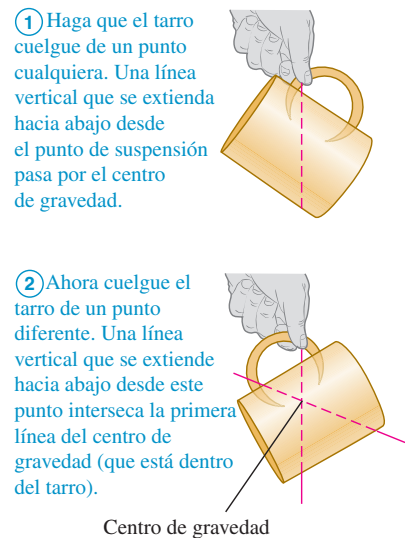 1 Haga que el tarro
cuelgue de un punto
cualquiera. Una línea
vertical que se extienda
hacia abajo desde
el punto de suspensión
pasa por el centro
de gravedad.
2 Ahora cuelgue el
tarro de un punto
diferente. Una línea
vertical que se extiende
hacia abajo desde este
punto interseca la primera
línea del centro de
gravedad (que está dentro
del tarro).
Centro de gravedad